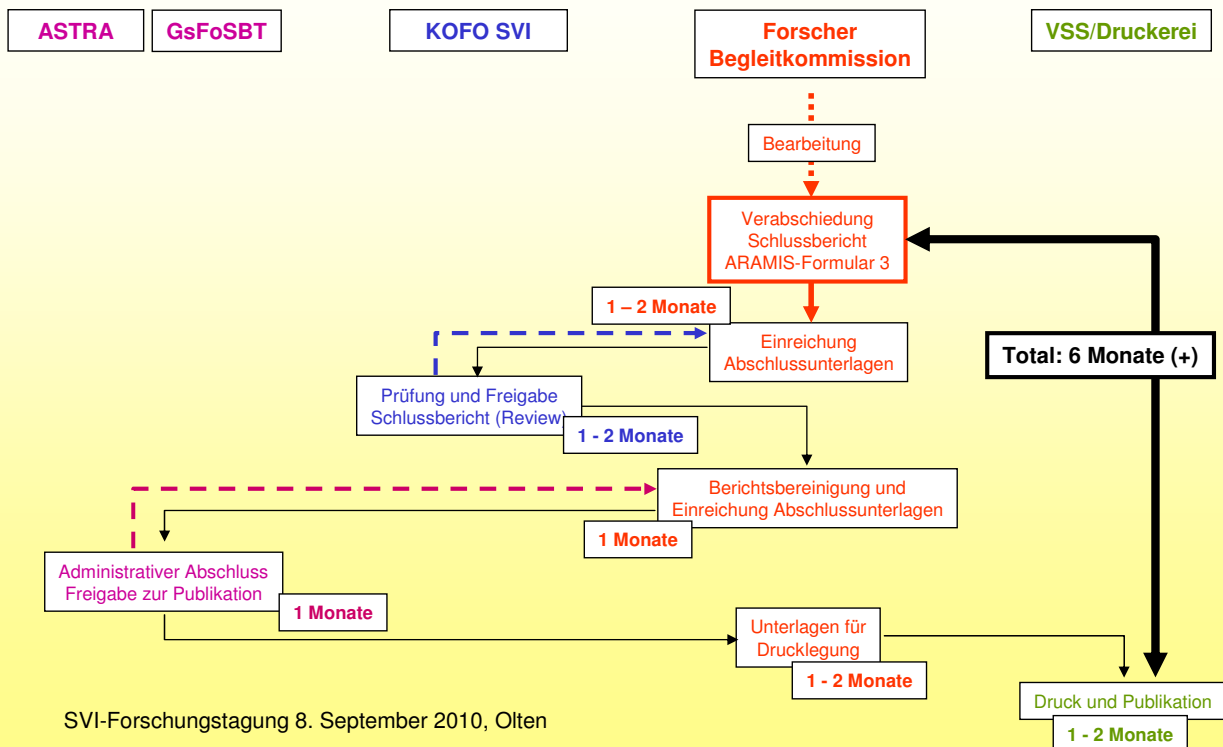 ASTRA
GsFoSBT
KOFO SVI
Forscher
Begleitkommission
VSS/Druckerei
Bearbeitung
Verabschiedung
Schlussbericht
ARAMIS-Formular 3
1 – 2 Monate
Einreichung
Abschlussunterlagen
Total: 6 Monate (+)
Prüfung und Freigabe
Schlussbericht (Review)
1 - 2 Monate
Berichtsbereinigung und
Einreichung Abschlussunterlagen
1 Monate
Administrativer Abschluss
Freigabe zur Publikation
1 Monate
Unterlagen für
Drucklegung
1 - 2 Monate
Druck und Publikation
1 - 2 Monate
SVI-Forschungstagung 8. September 2010, Olten